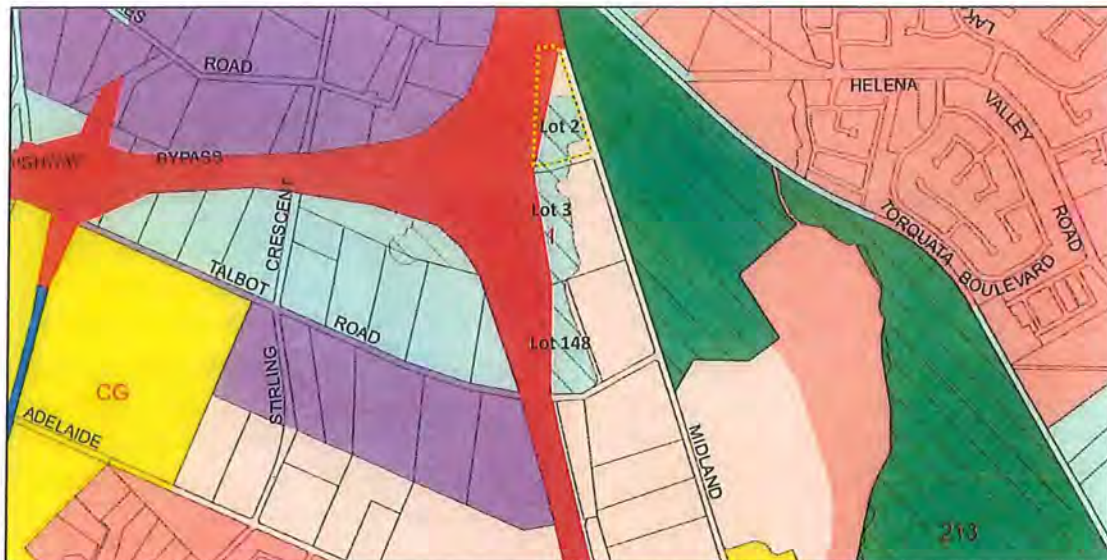 ROAD
LAK
HELENA
VALLEY
ROAD
Lot 2
BYPASS
CRESCENT
Lot 3
TORQUATA
BOULEVARD
TALBOT
ROAD
Lot 148
CG
STIRLING
ADELAIDE
MIDLAND
213